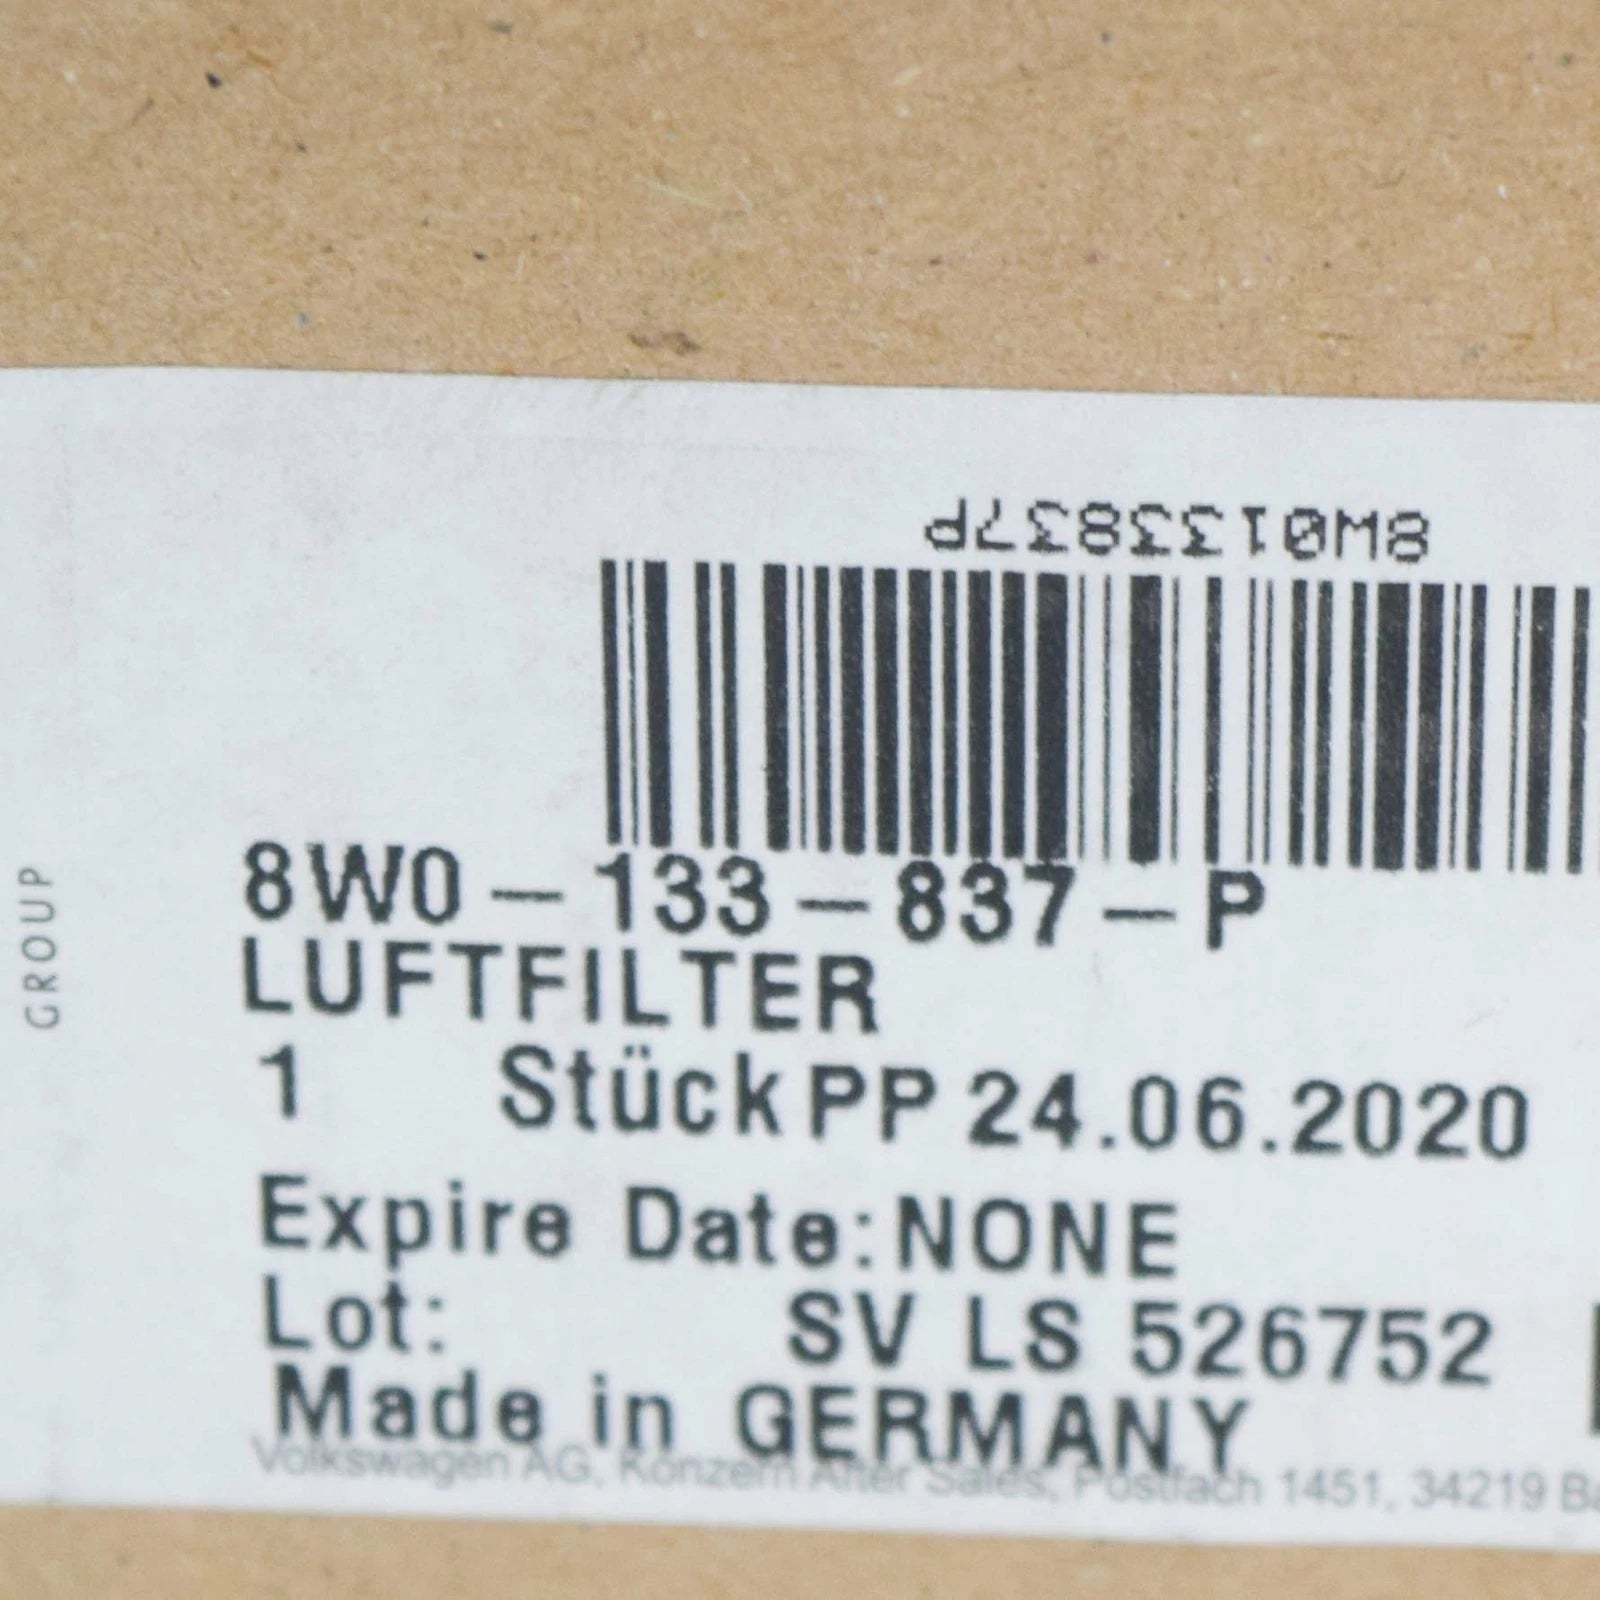 8W0133837P
8W0-133-837-P
LUFTFILTER
1 Stück PP 24.06.2020
Expire Date: NONE
Lot: SV LS 526752
Made in GERMANY
Volkswagen AG, Konzern After Sales, Postfach 1451, 34219
GROUP